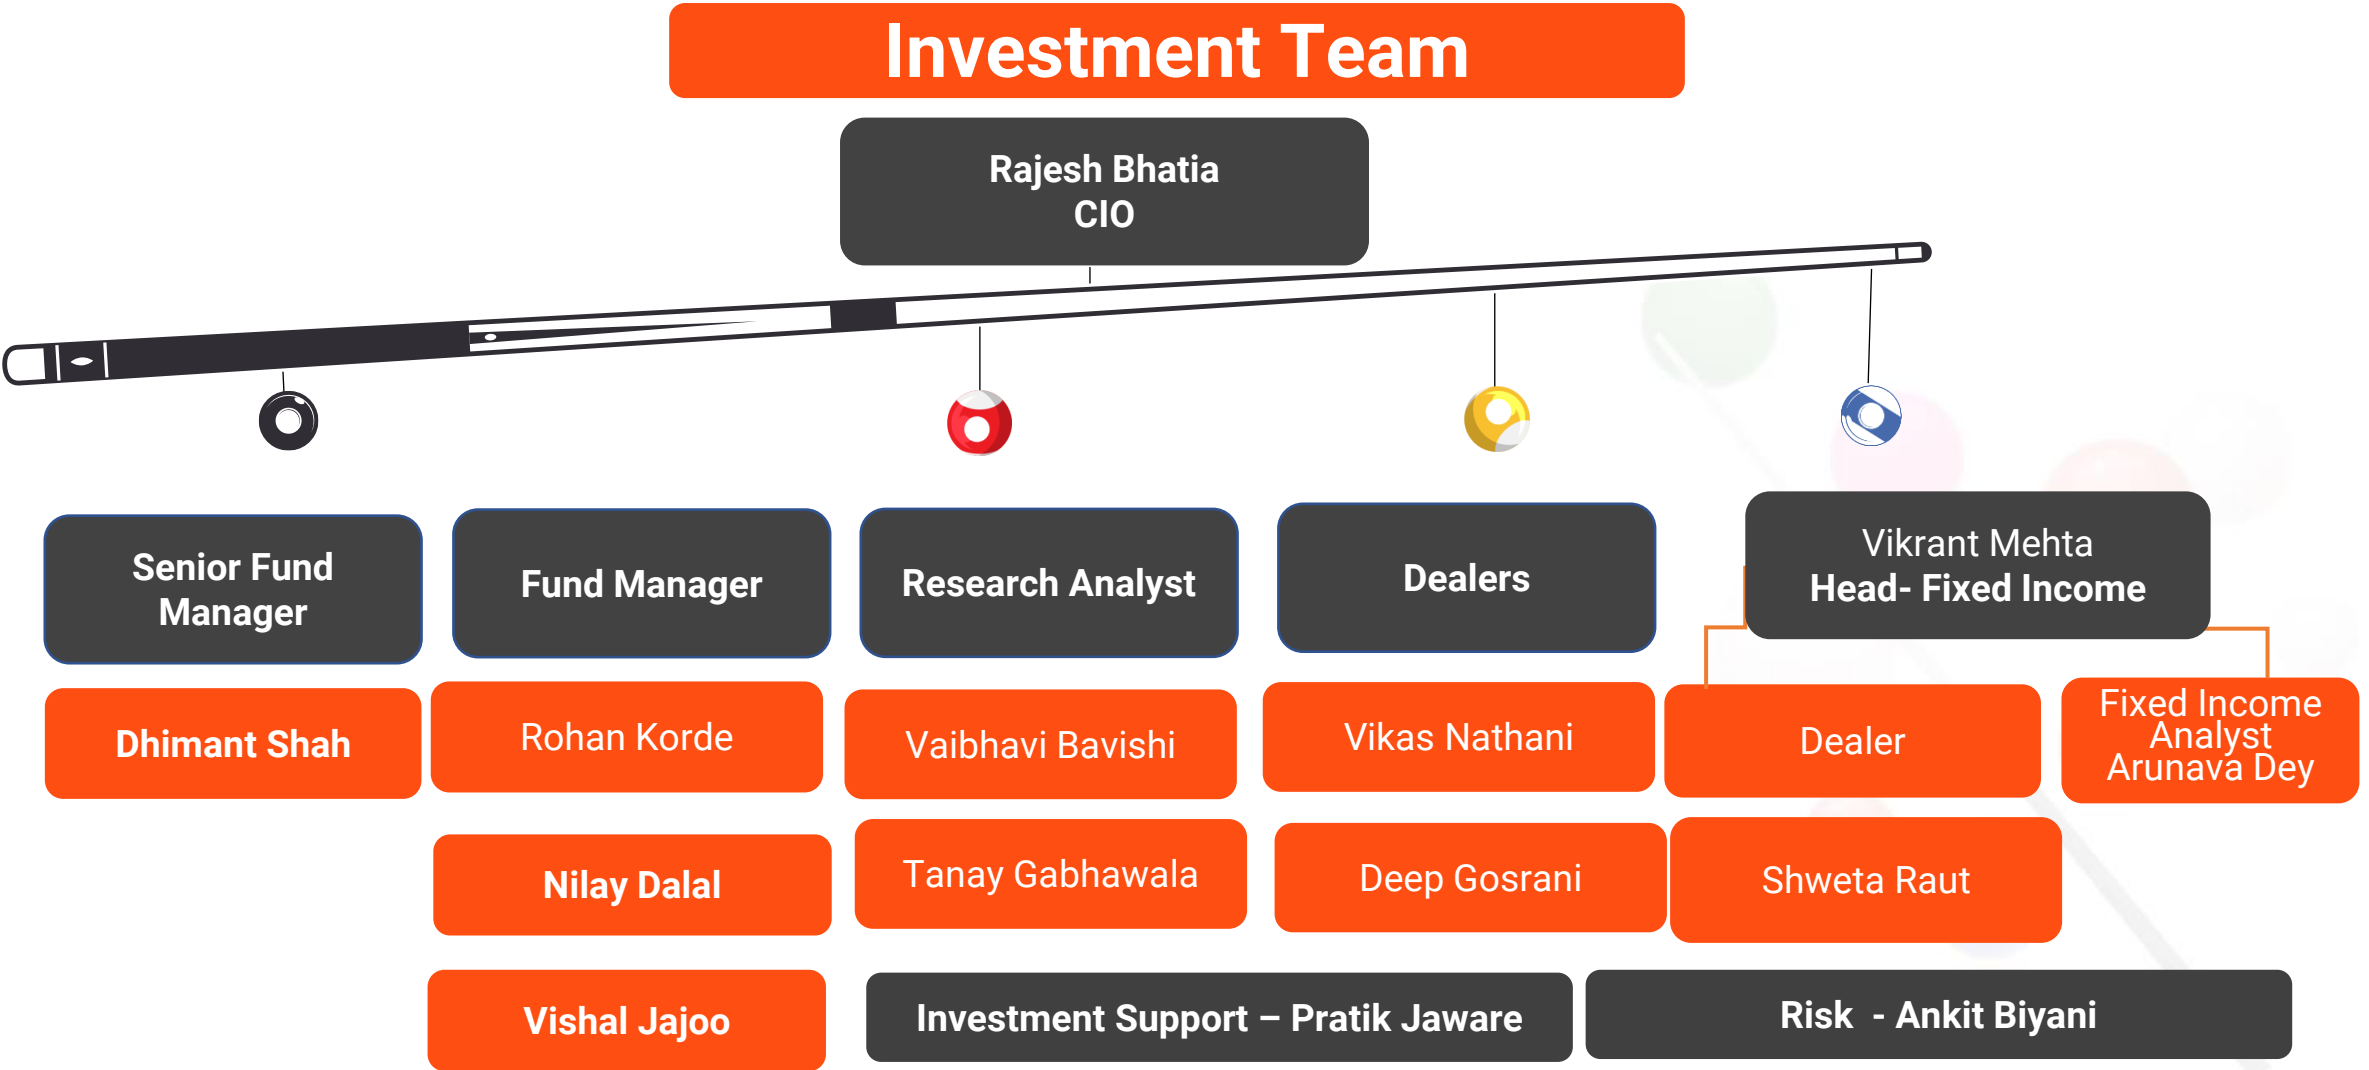 Investment Team
Rajesh Bhatia
CIO
Senior Fund
Manager
Fund Manager
Research Analyst
Dealers
Vikrant Mehta
Head- Fixed Income
Dhimant Shah
Rohan Korde
Vaibhavi Bavishi
Vikas Nathani
Dealer
Fixed Income
Analyst
Arunava Dey
Nilay Dalal
Tanay Gabhawala
Deep Gosrani
Shweta Raut
Vishal Jajoo
Investment Support – Pratik Jaware
Risk - Ankit Biyani